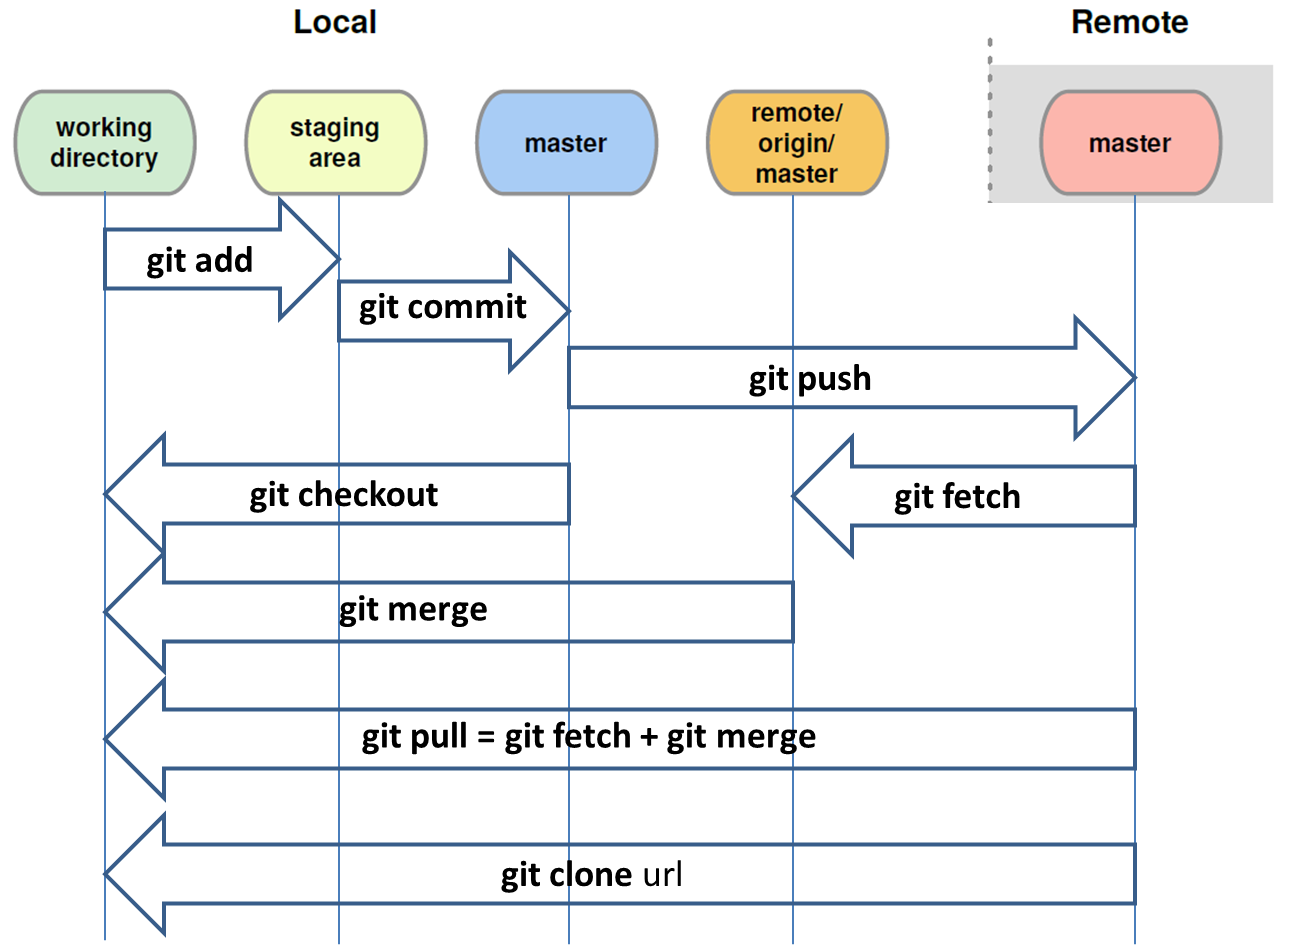 Local
Remote
working
directory
staging
area
master
remote/
origin/
master
master
git add
git commit
git push
git checkout
git fetch
git merge
git pull = git fetch + git merge
git clone url